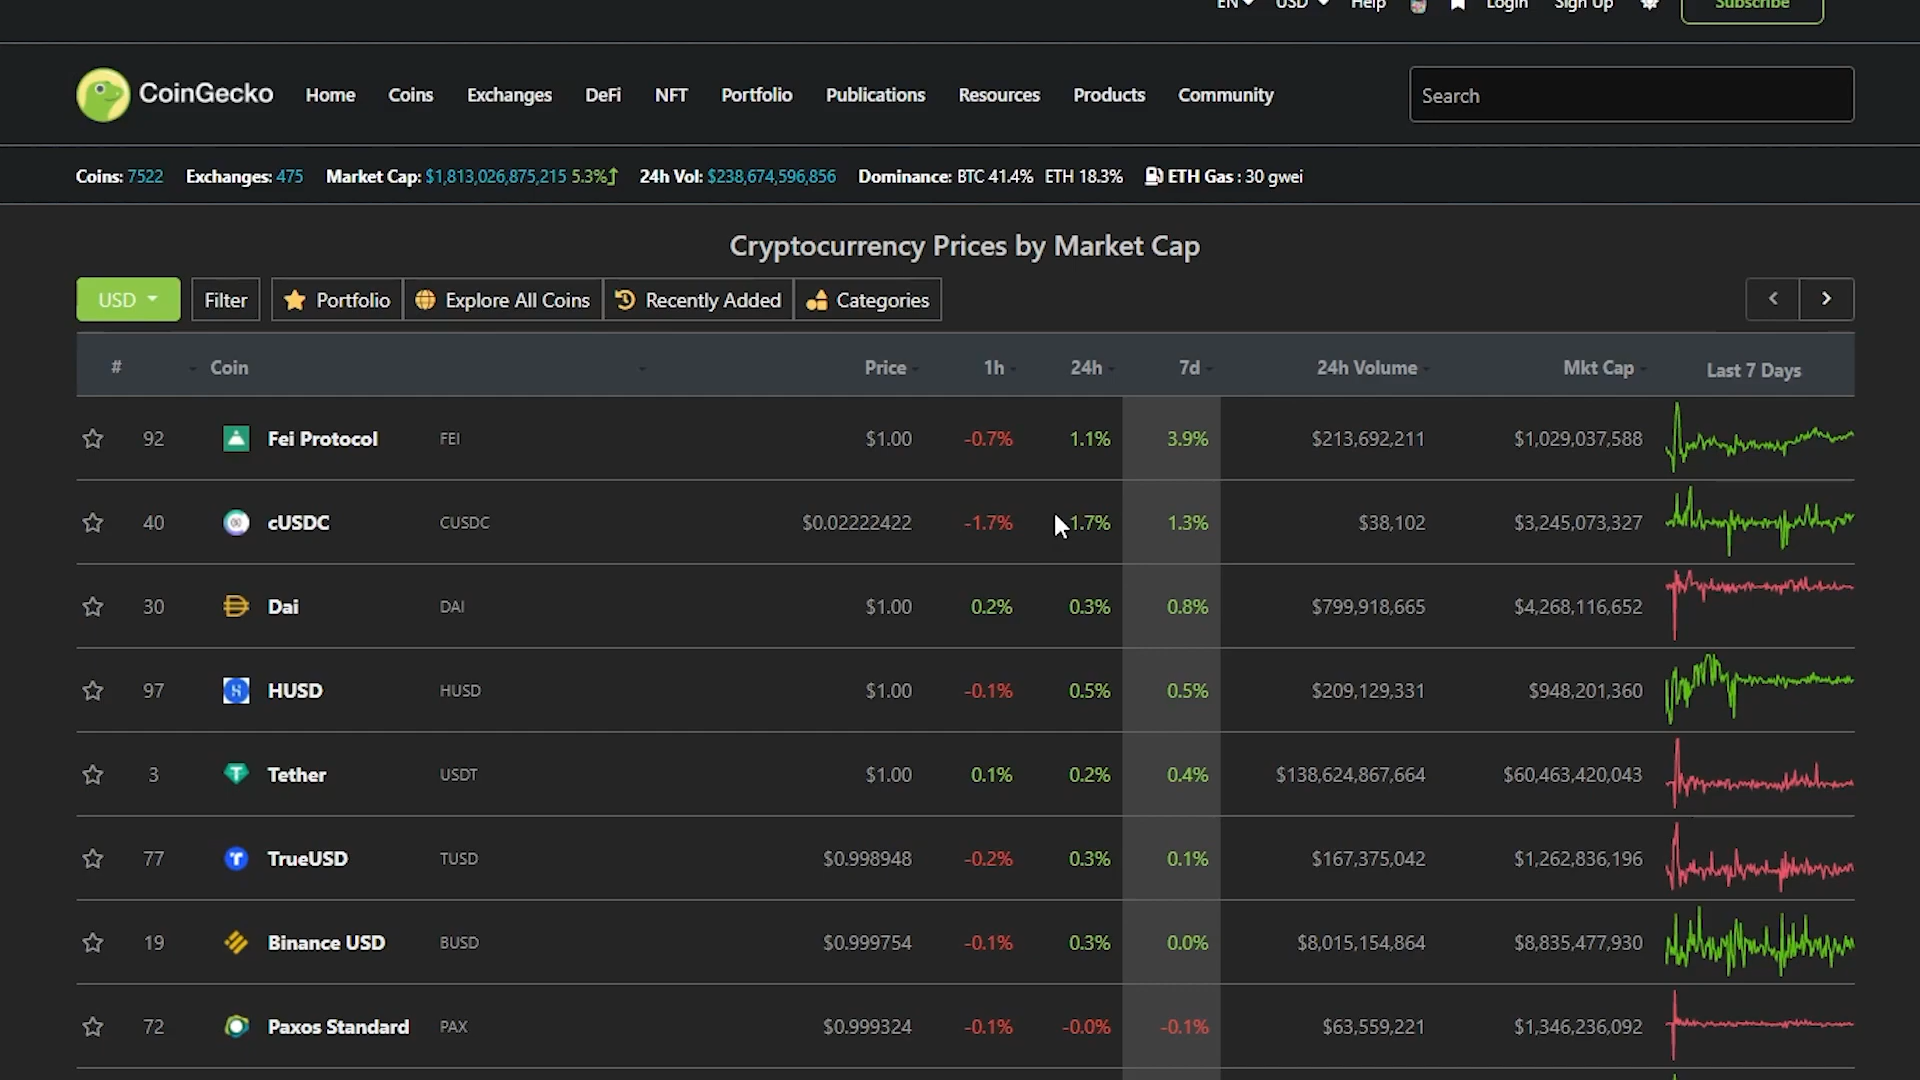 EN USD Help Login Sign Up Subscribe
CoinGecko Home Coins Exchanges DeFi NFT Portfolio Publications Resources Products Community Search
Coins: 7522 Exchanges: 475 Market Cap: $1,813,026,875,215 5.3% 24h Vol: $238,674,596,856 Dominance: BTC 41.4% ETH 18.3% ETH Gas : 30 gwei
Cryptocurrency Prices by Market Cap
USD Filter Portfolio Explore All Coins Recently Added Categories
# Coin Price 1h 24h 7d 24h Volume Mkt Cap Last 7 Days
92 Fei Protocol FEI $1.00 -0.7% 1.1% 3.9% $213,692,211 $1,029,037,588
40 cUSDC CUSDC $0.02222422 -1.7% 1.7% 1.3% $38,102 $3,245,073,327
30 Dai DAI $1.00 0.2% 0.3% 0.8% $799,918,665 $4,268,116,652
97 HUSD HUSD $1.00 -0.1% 0.5% 0.5% $209,129,331 $948,201,360
3 Tether USDT $1.00 0.1% 0.2% 0.4% $138,624,867,664 $60,463,420,043
77 TrueUSD TUSD $0.998948 -0.2% 0.3% 0.1% $167,375,042 $1,262,836,196
19 Binance USD BUSD $0.999754 -0.1% 0.3% 0.0% $8,015,154,864 $8,835,477,930
72 Paxos Standard PAX $0.999324 -0.1% -0.0% -0.1% $63,559,221 $1,346,236,092